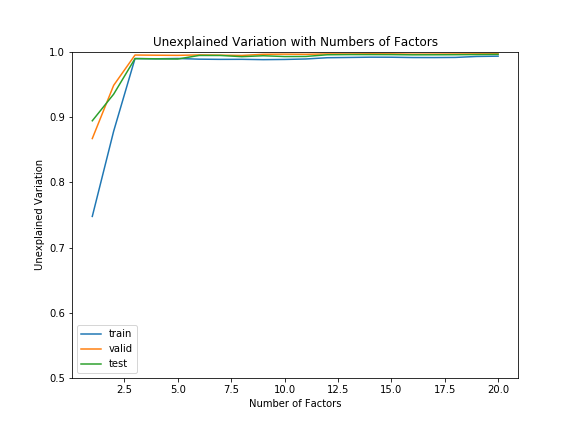 Unexplained Variation with Numbers of Factors
1.0
0.9
0.8
0.7
0.6
0.5
Unexplained Variation
train
valid
test
2.5 5.0 7.5 10.0 12.5 15.0 17.5 20.0
Number of Factors